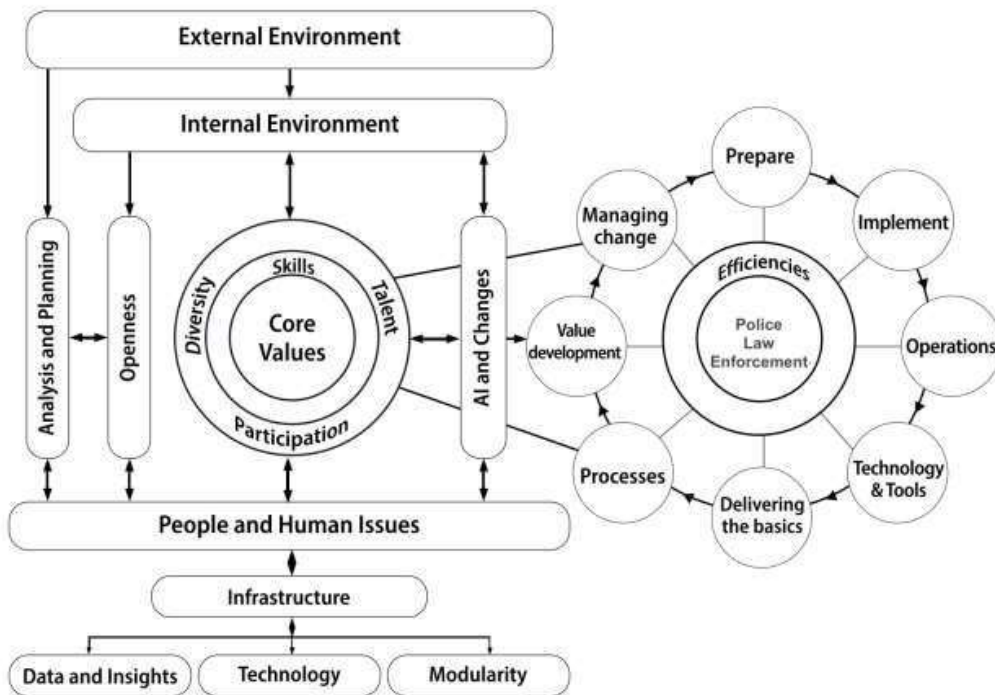 External Environment
Internal Environment
Analysis and Planning
Openness
Diversity
Skills
Talent
Core
Values
Participation
AI and Changes
People and Human Issues
Infrastructure
Data and Insights
Technology
Modularity
Prepare
Implement
Operations
Technology
& Tools
Delivering
the basics
Processes
Value
development
Managing
change
Efficiencies
Police
Law
Enforcement